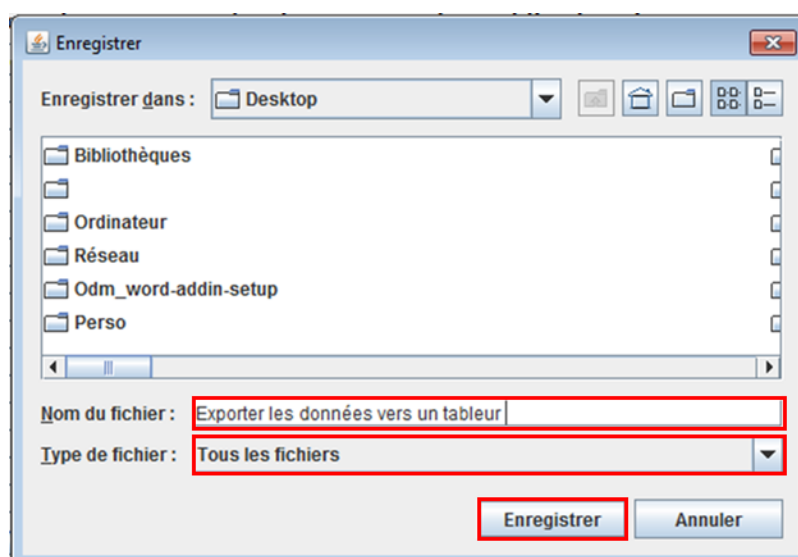 Enregistrer
Enregistrer dans : Desktop
Bibliothèques
Ordinateur
Réseau
Odm_word-addin-setup
Perso
Nom du fichier : Exporter les données vers un tableur
Type de fichier : Tous les fichiers
Enregistrer Annuler